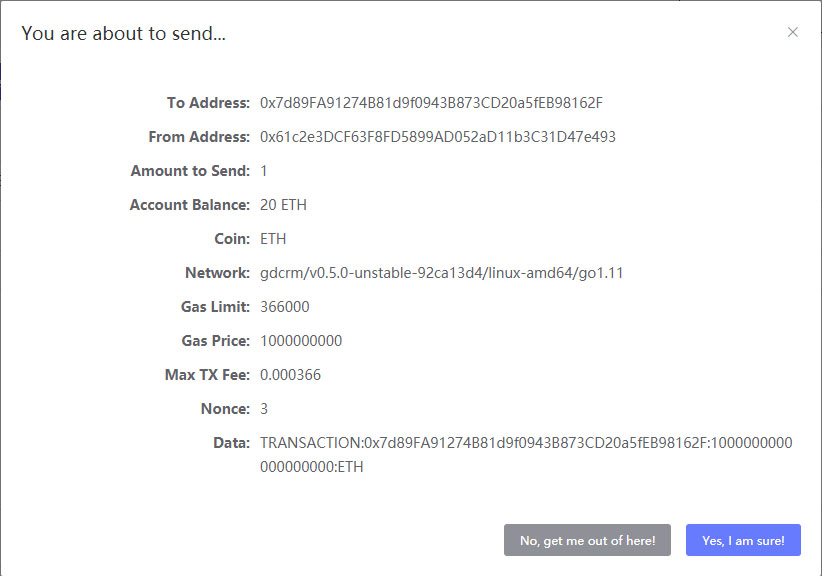 You are about to send...
To Address: 0x7d89FA91274B81d9f0943B873CD20a5fEB98162F
From Address: 0x61c2e3DCF63F8FD5899AD052aD11b3C31D47e493
Amount to Send: 1
Account Balance: 20 ETH
Coin: ETH
Network: gdcrm/v0.5.0-unstable-92ca13d4/linux-amd64/go1.11
Gas Limit: 366000
Gas Price: 1000000000
Max TX Fee: 0.000366
Nonce: 3
Data: TRANSACTION:0x7d89FA91274B81d9f0943B873CD20a5fEB98162F:1000000000
000000000:ETH
No, get me out of here! Yes, I am sure!